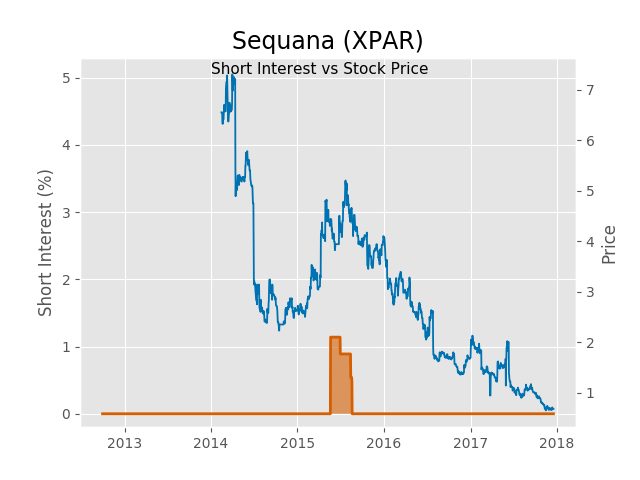 Sequana (XPAR)
Short Interest vs Stock Price
Short Interest (%)
5
4
3
2
1
0
7
6
5
4
3
2
1
Price
2013 2014 2015 2016 2017 2018